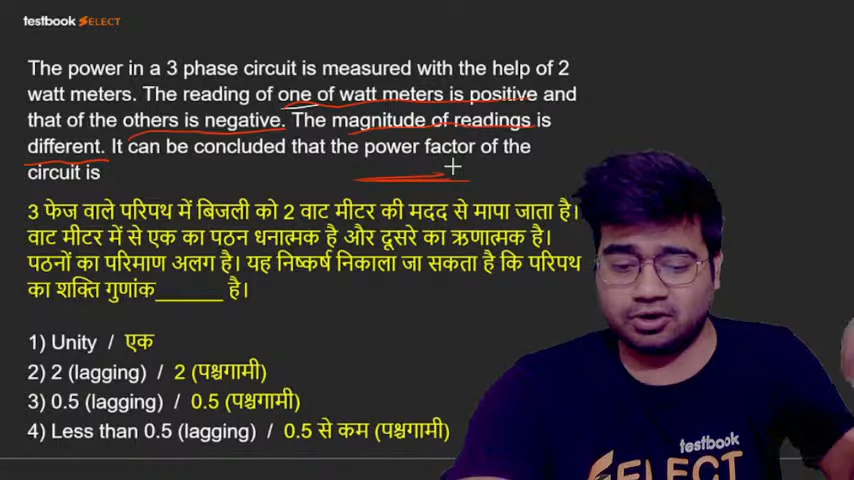 testbook SELECT
The power in a 3 phase circuit is measured with the help of 2
watt meters. The reading of one of watt meters is positive and
that of the others is negative. The magnitude of readings is
different. It can be concluded that the power factor of the
circuit is
3 फेज वाले परिपथ में बिजली को 2 वाट मीटर की मदद से मापा जाता है।
वाट मीटर में से एक का पठन धनात्मक है और दूसरे का ऋणात्मक है।
पठनों का परिमाण अलग है। यह निष्कर्ष निकाला जा सकता है कि परिपथ
का शक्ति गुणांक______ है।
1) Unity / एक
2) 2 (lagging) / 2 (पश्चगामी)
3) 0.5 (lagging) / 0.5 (पश्चगामी)
4) Less than 0.5 (lagging) / 0.5 से कम (पश्चगामी)
testbook
SELECT